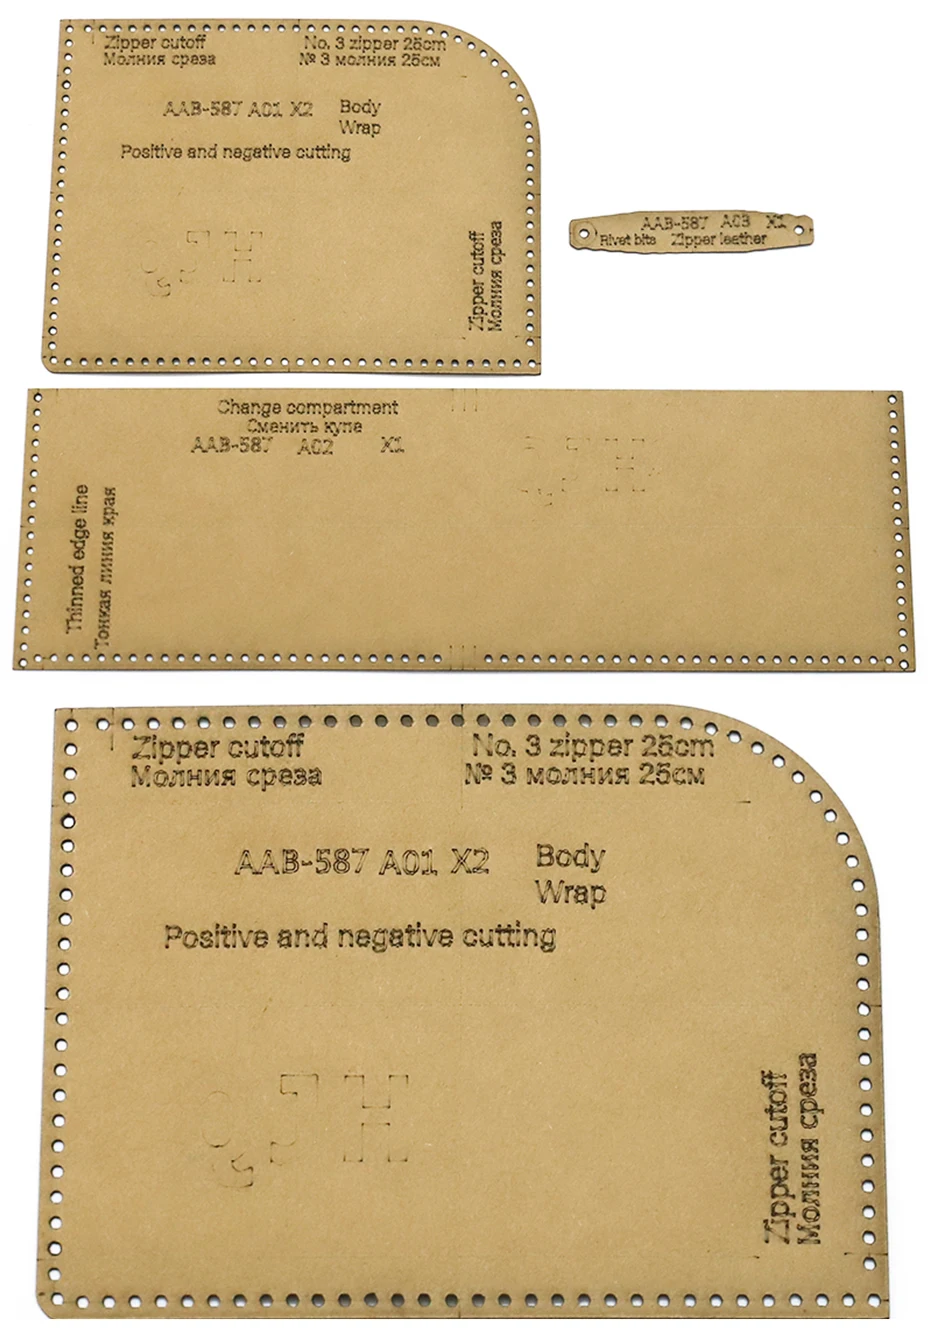 Zipper cutoff No. 3 zipper 25cm
Молния среза № 3 молния 25см
AAB-587 A01 X2 Body
Wrap
Positive and negative cutting
Zipper cutoff
Молния среза
AAB-587 A03 X1
Rivet bits Zipper leather
Change compartment
Сменить купе
AAB-587 A02 X1
Thinned edge line
Тонкая линия края
Zipper cutoff No. 3 zipper 25cm
Молния среза № 3 молния 25см
AAB-587 A01 X2 Body
Wrap
Positive and negative cutting
Zipper cutoff
Молния среза